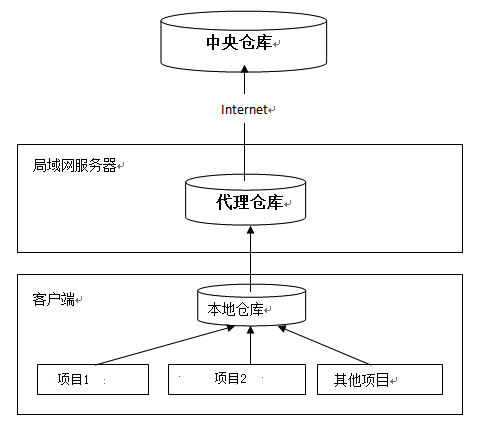 中央仓库↵
Internet↵
局域网服务器↵
代理仓库↵
客户端↵
本地仓库↵
项目1
项目2
其他项目↵